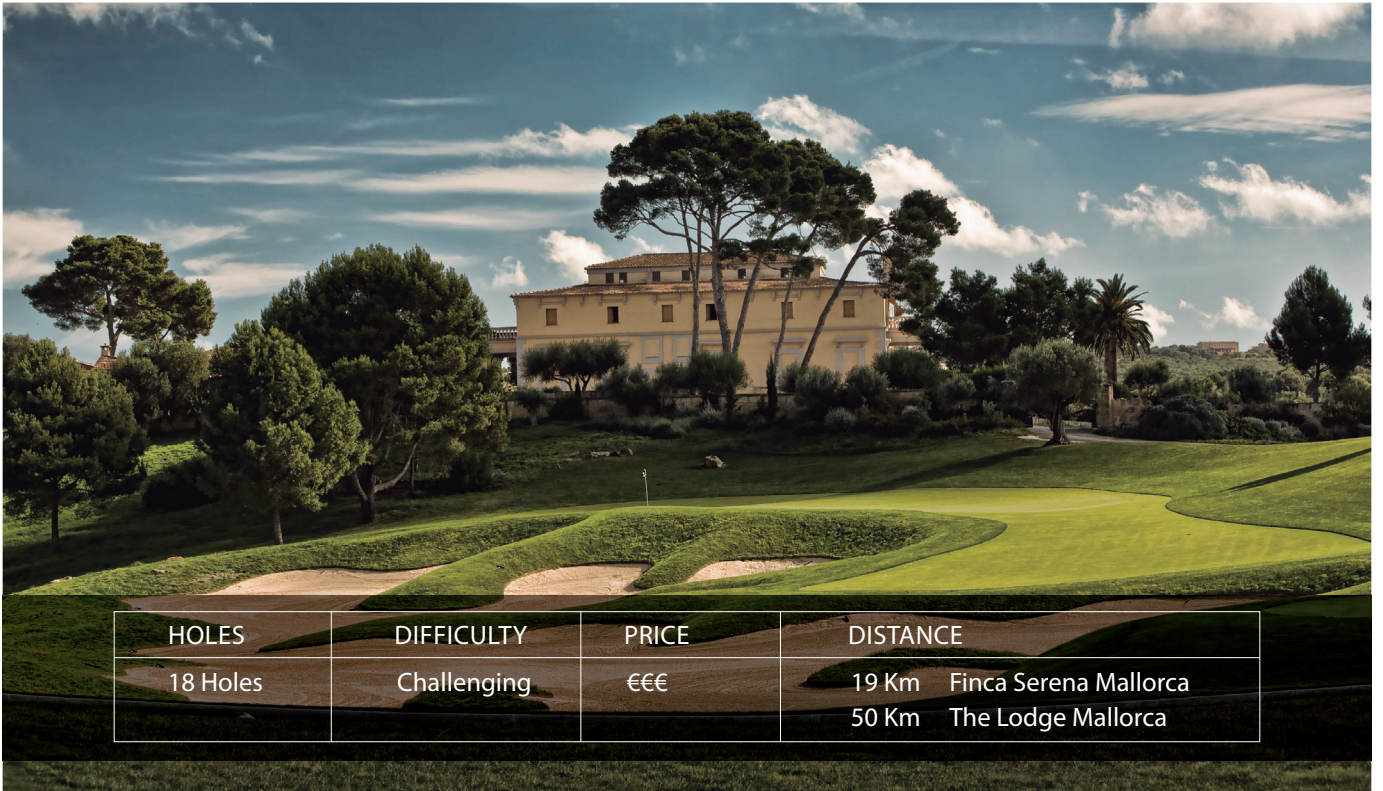 HOLES DIFFICULTY PRICE DISTANCE
18 Holes Challenging €€€ 19 Km Finca Serena Mallorca
50 Km The Lodge Mallorca